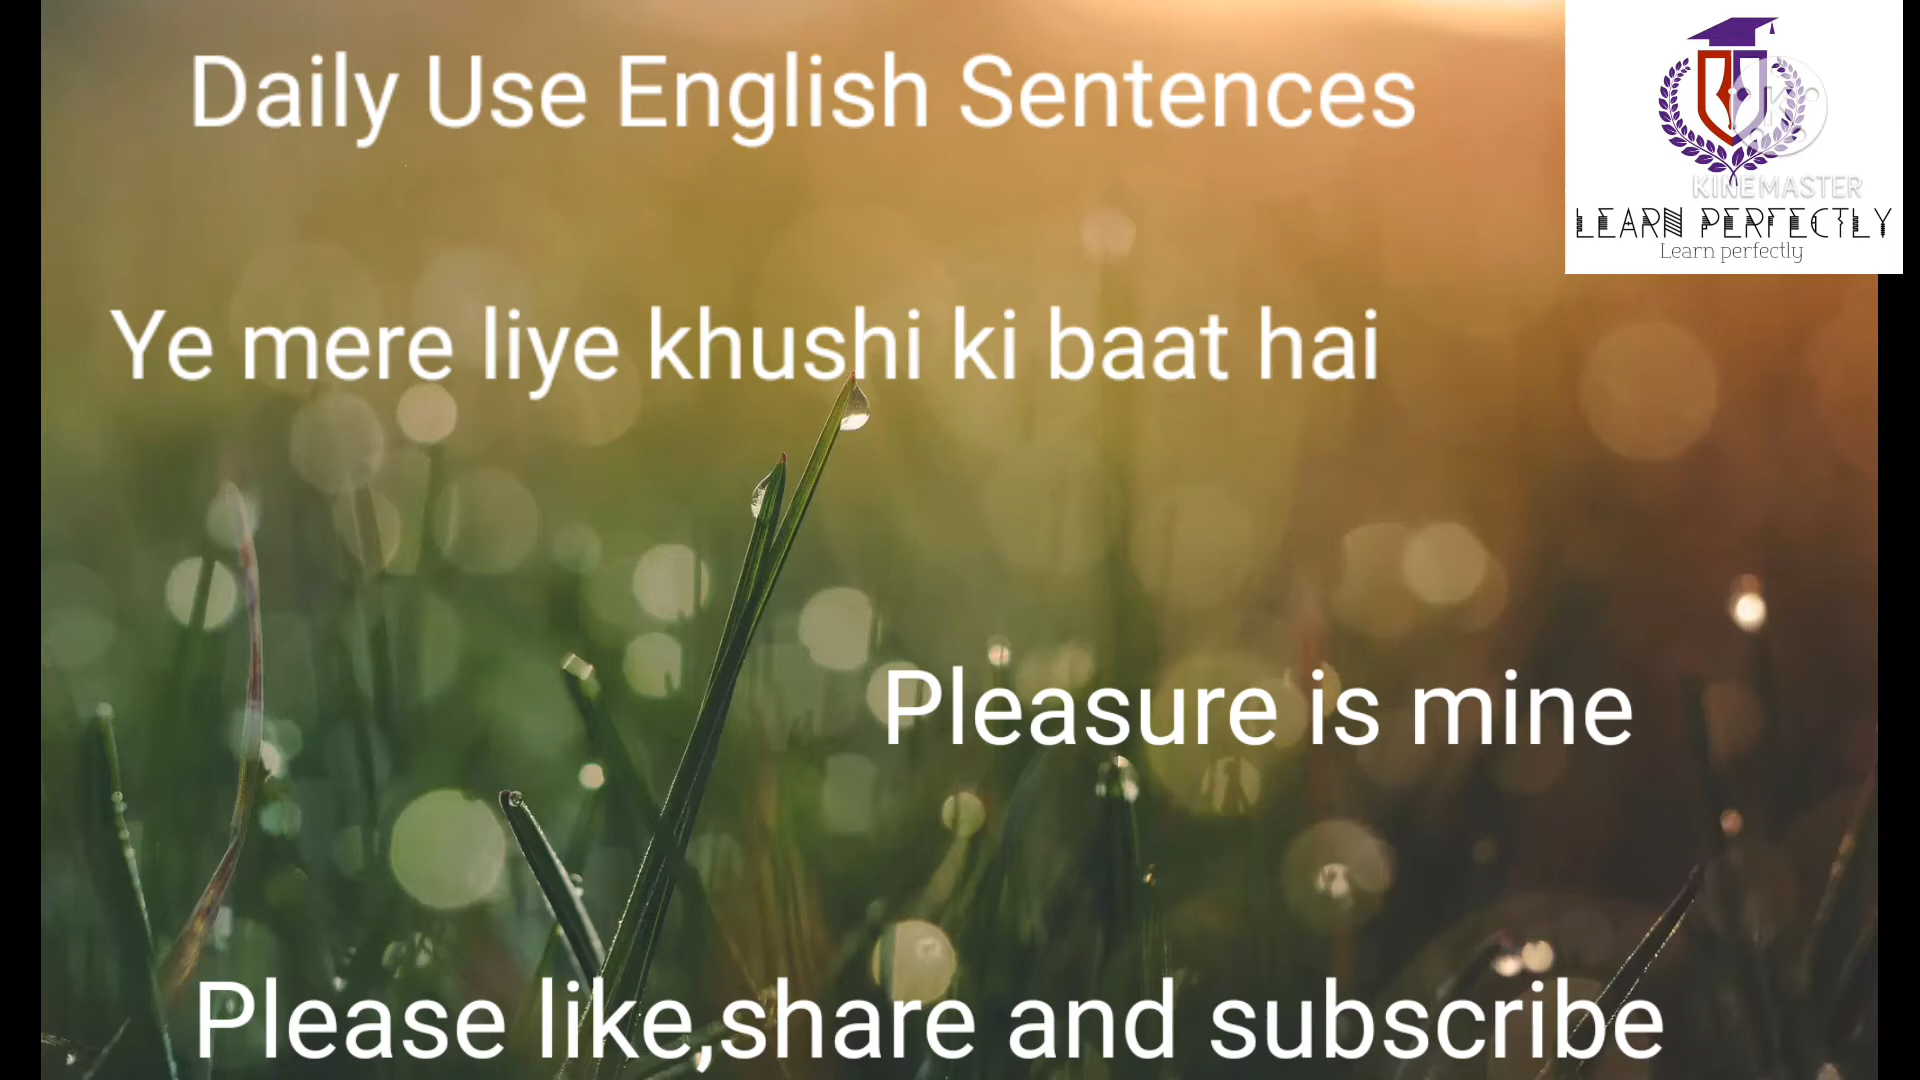 Daily Use English Sentences
KINEMASTER
LEARN PERFECTLY
Learn perfectly
Ye mere liye khushi ki baat hai
Pleasure is mine
Please like,share and subscribe